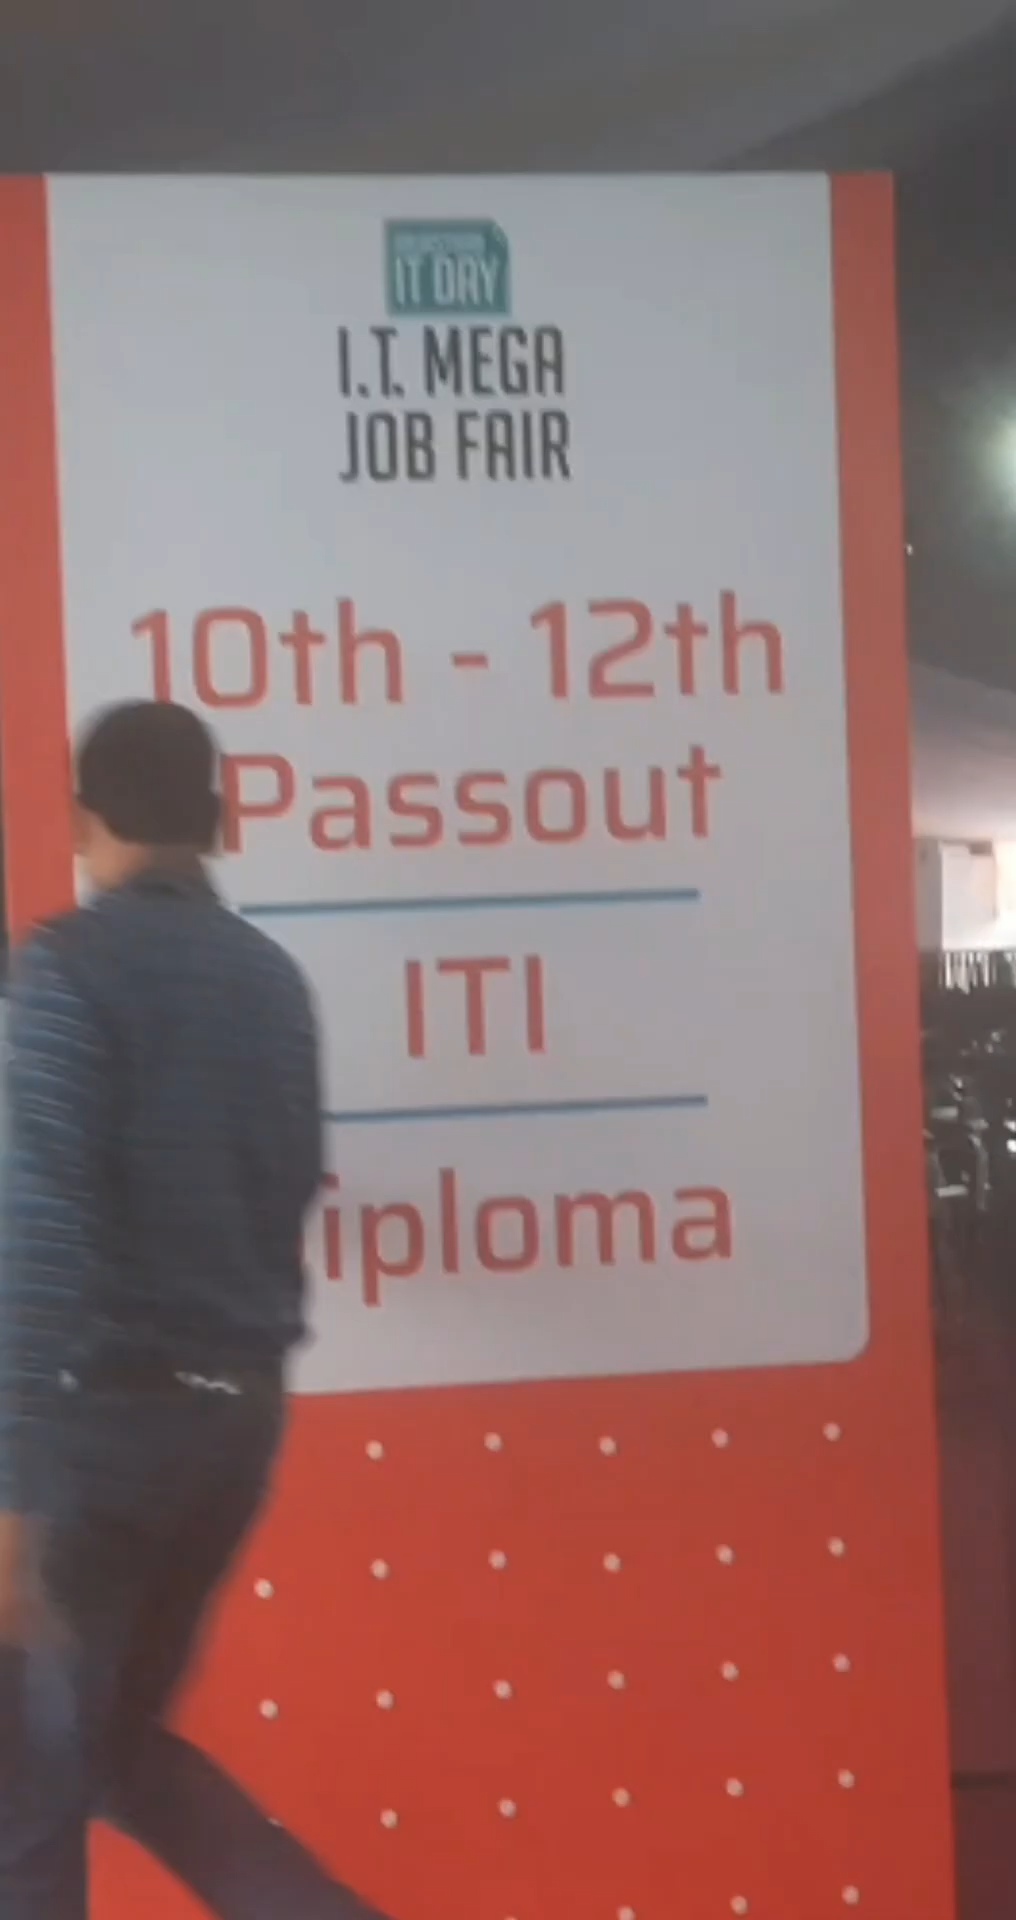 IT DAY
I.T. MEGA
JOB FAIR
10th - 12th
Passout
ITI
iploma